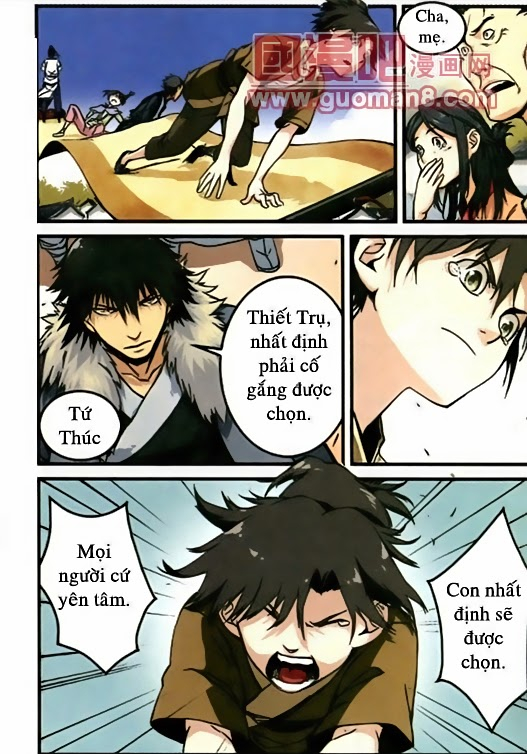 國漫吧漫画网
www.guoman8.com
Cha,
mẹ.
Thiết Trụ,
nhất định
phải cố
gắng được
chọn.
Tứ
Thúc
Mọi
người cứ
yên tâm.
Con nhất
định sẽ
được
chọn.